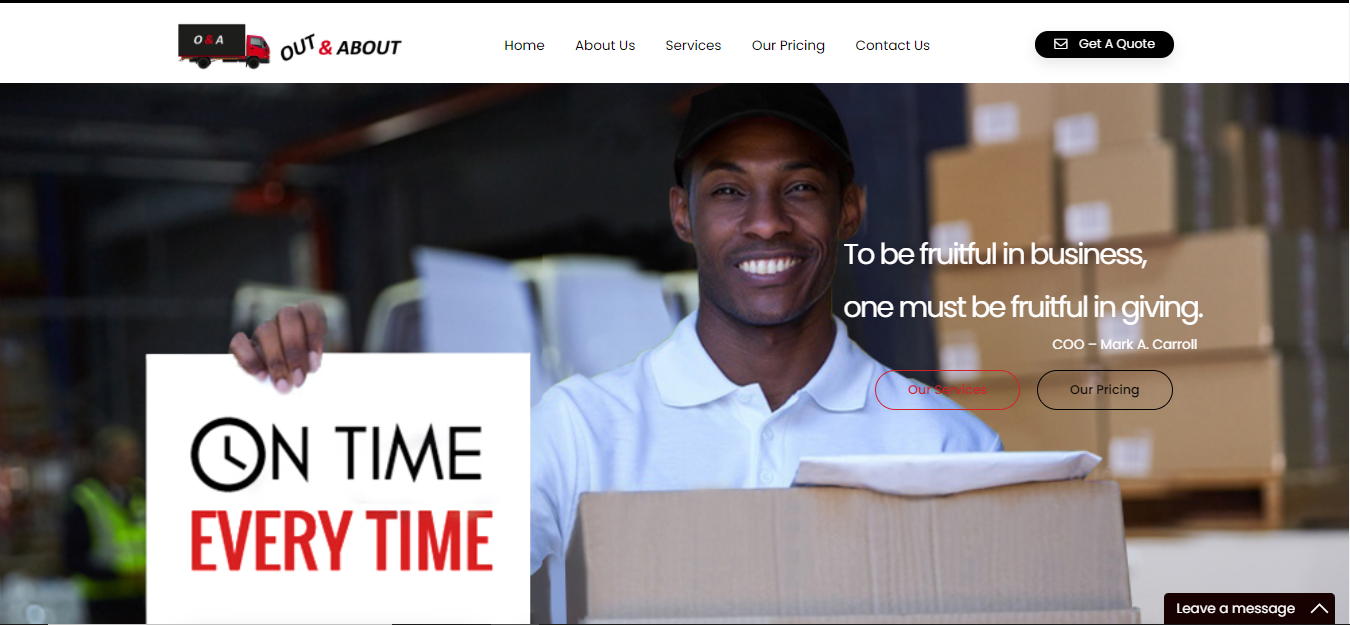 O & A
OUT & ABOUT
Home
About Us
Services
Our Pricing
Contact Us
Get A Quote
To be fruitful in business,
one must be fruitful in giving.
COO – Mark A. Carroll
Our Services
Our Pricing
ON TIME
EVERY TIME
Leave a message